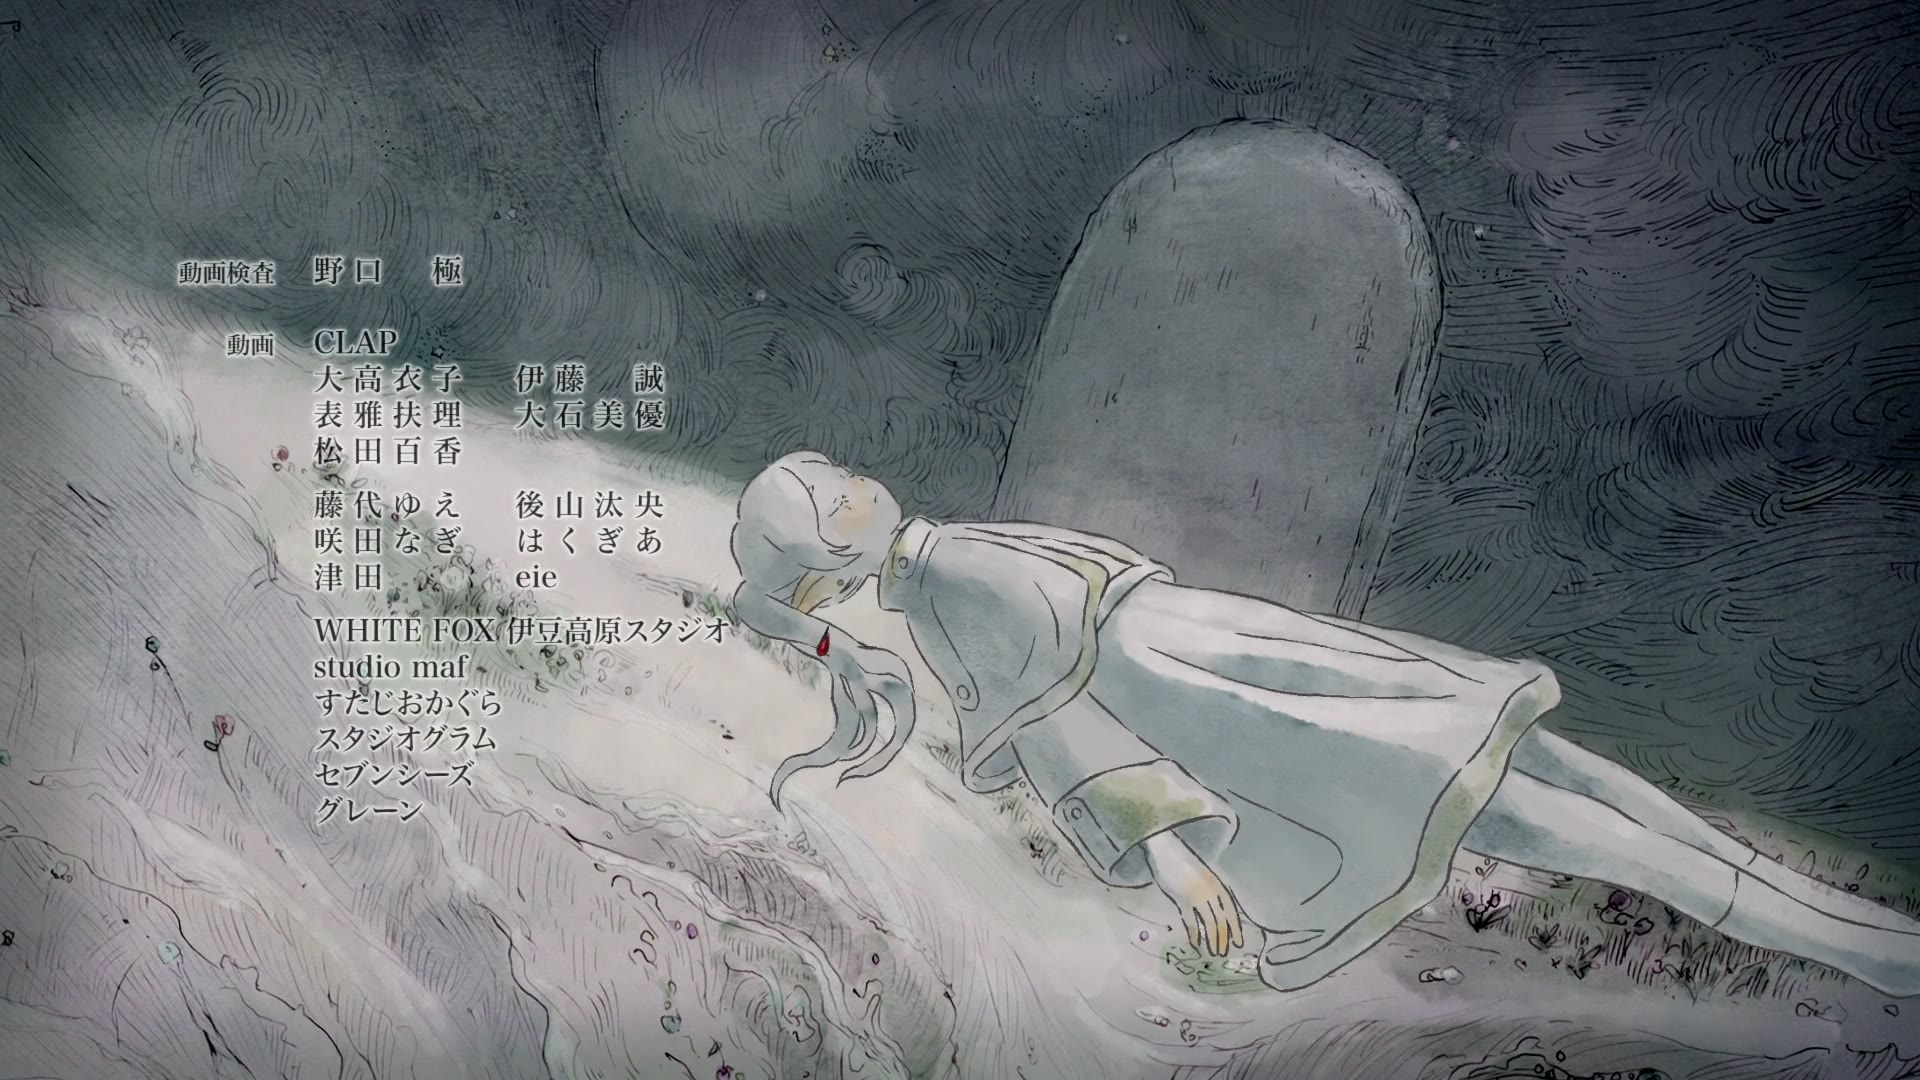 動画検査 野口 極
動画 CLAP
大高衣子 伊藤 誠
表雅扶理 大石美優
松田百香
藤代ゆえ 後山汰央
咲田なぎ はくぎあ
津田 eie
WHITE FOX 伊豆高原スタジオ
studio maf
すたじおかぐら
スタジオグラム
セブンシーズ
グレーン